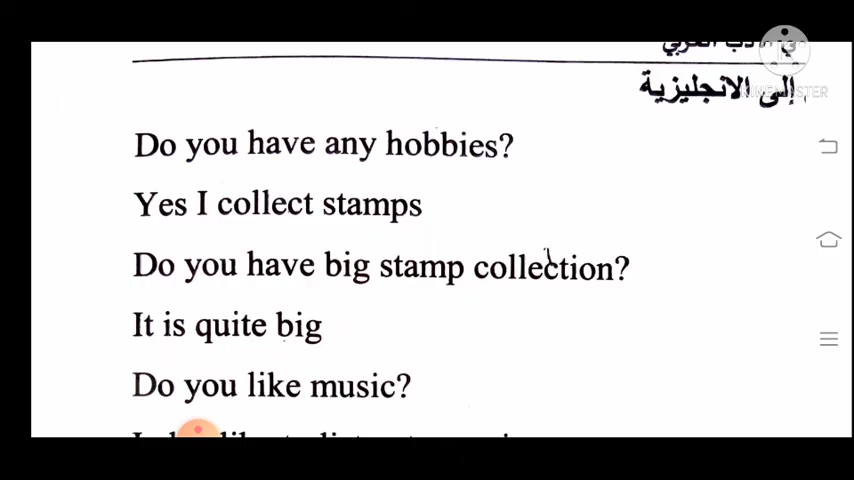 إلى الانجليزية
Do you have any hobbies?
Yes I collect stamps
Do you have big stamp collection?
It is quite big
Do you like music?